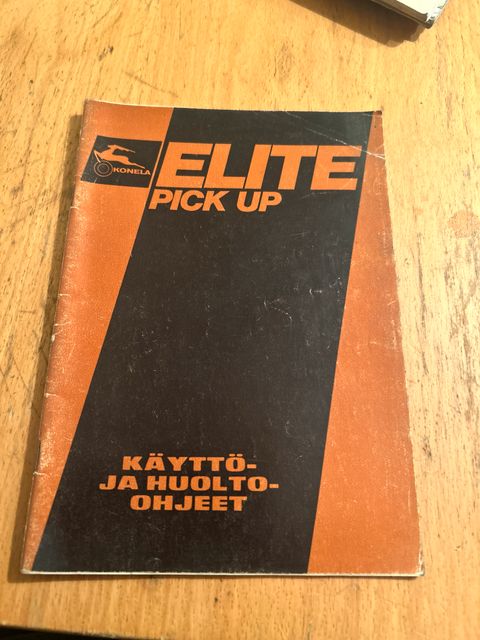 KONELA
ELITE
PICK UP
KÄYTTÖ-
JA HUOLTO-
OHJEET